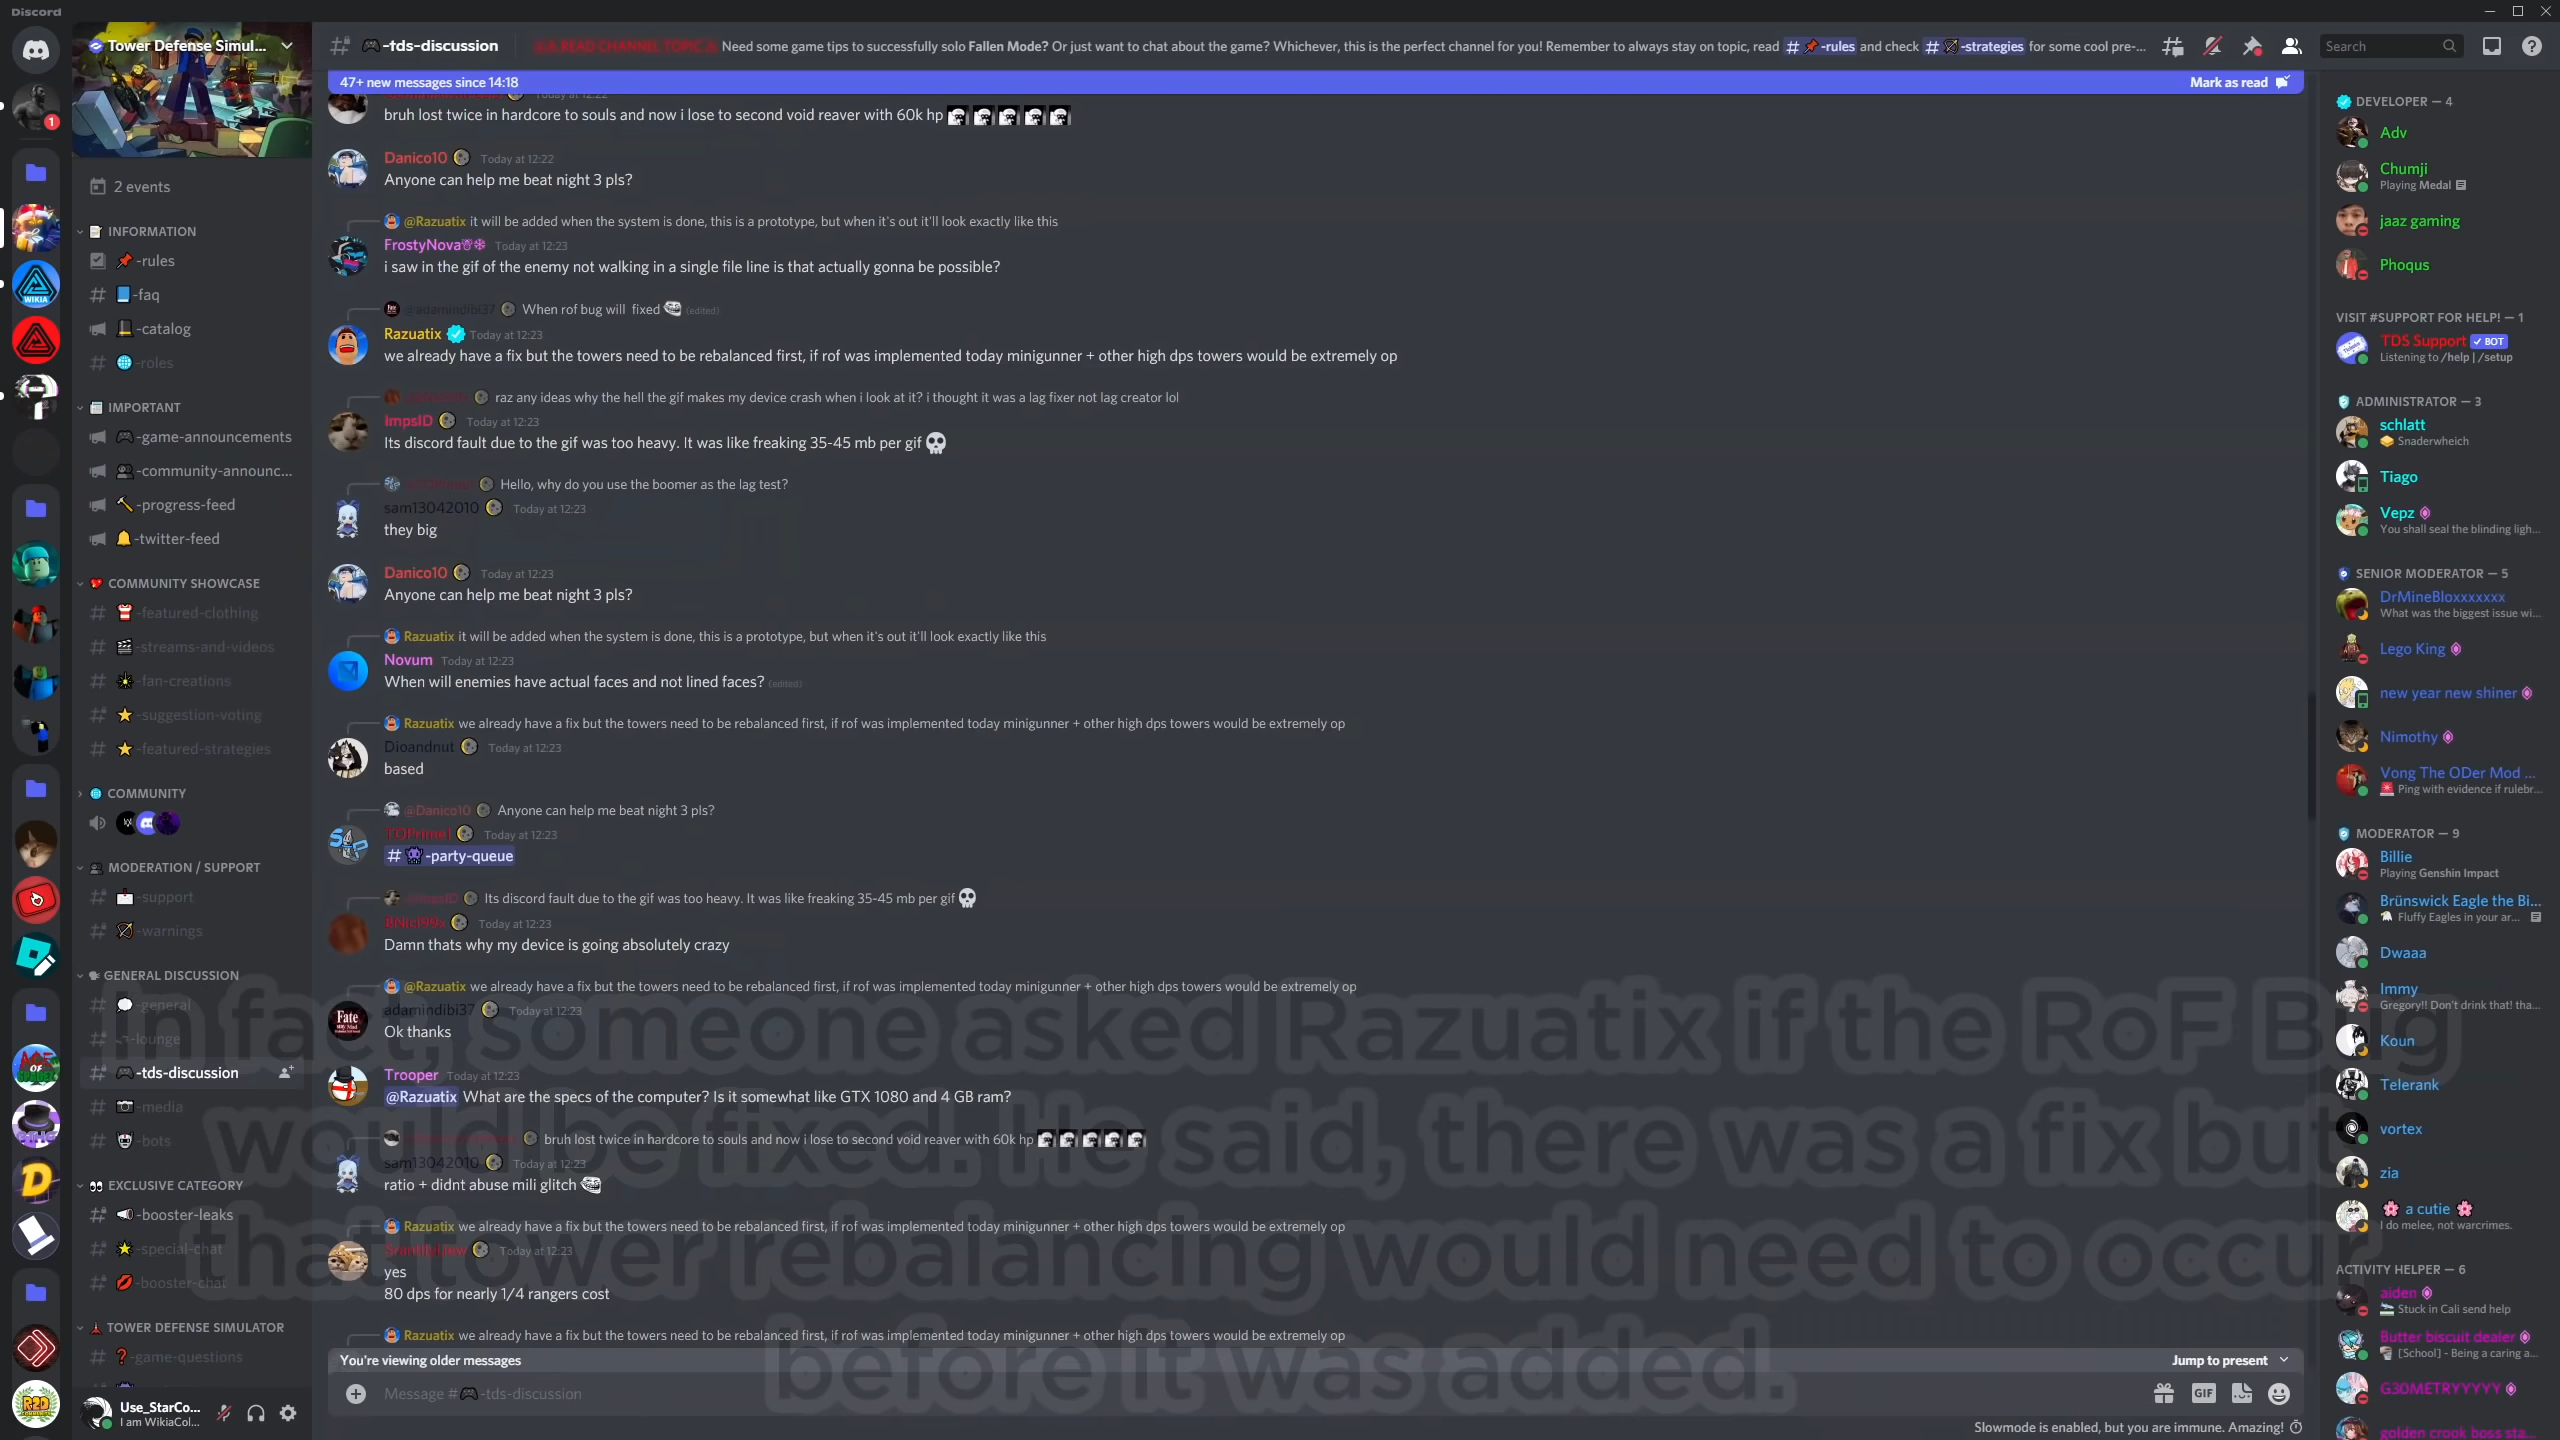 Discord
Tower Defense Simul...
2 events
INFORMATION
-rules
-faq
-catalog
-roles
IMPORTANT
-game-announcements
-community-announc...
-progress-feed
-twitter-feed
COMMUNITY SHOWCASE
-featured-clothing
-streams-and-videos
-fan-creations
-suggestion-voting
-featured-strategies
COMMUNITY
MODERATION / SUPPORT
-support
-warnings
GENERAL DISCUSSION
-general
-lounge
-tds-discussion
-media
-bots
EXCLUSIVE CATEGORY
-booster-leaks
-special-chat
-booster-chat
TOWER DEFENSE SIMULATOR
-game-questions
Use_StarCo...
I am WikiaCol...
-tds-discussion
READ CHANNEL TOPIC Need some game tips to successfully solo Fallen Mode? Or just want to chat about the game? Whichever, this is the perfect channel for you! Remember to always stay on topic, read # -rules and check # -strategies for some cool pre-...
Search
47+ new messages since 14:18
Mark as read
bruh lost twice in hardcore to souls and now i lose to second void reaver with 60k hp
Danico10 Today at 12:22
Anyone can help me beat night 3 pls?
@Razuatix it will be added when the system is done, this is a prototype, but when it's out it'll look exactly like this
FrostyNova Today at 12:23
i saw in the gif of the enemy not walking in a single file line is that actually gonna be possible?
@adamindibi37 When rof bug will fixed (edited)
Razuatix Today at 12:23
we already have a fix but the towers need to be rebalanced first, if rof was implemented today minigunner + other high dps towers would be extremely op
raz any ideas why the hell the gif makes my device crash when i look at it? i thought it was a lag fixer not lag creator lol
ImpsID Today at 12:23
Its discord fault due to the gif was too heavy. It was like freaking 35-45 mb per gif
Hello, why do you use the boomer as the lag test?
sam13042010 Today at 12:23
they big
Danico10 Today at 12:23
Anyone can help me beat night 3 pls?
Razuatix it will be added when the system is done, this is a prototype, but when it's out it'll look exactly like this
Novum Today at 12:23
When will enemies have actual faces and not lined faces? (edited)
Razuatix we already have a fix but the towers need to be rebalanced first, if rof was implemented today minigunner + other high dps towers would be extremely op
Dioandnut Today at 12:23
based
@Danico10 Anyone can help me beat night 3 pls?
TOPrime! Today at 12:23
# -party-queue
@ImpsID Its discord fault due to the gif was too heavy. It was like freaking 35-45 mb per gif
Today at 12:23
Damn thats why my device is going absolutely crazy
@Razuatix we already have a fix but the towers need to be rebalanced first, if rof was implemented today minigunner + other high dps towers would be extremely op
adamindibi37 Today at 12:23
Ok thanks
Trooper Today at 12:23
@Razuatix What are the specs of the computer? Is it somewhat like GTX 1080 and 4 GB ram?
bruh lost twice in hardcore to souls and now i lose to second void reaver with 60k hp
sam13042010 Today at 12:23
ratio + didnt abuse mili glitch
Razuatix we already have a fix but the towers need to be rebalanced first, if rof was implemented today minigunner + other high dps towers would be extremely op
Today at 12:23
yes
80 dps for nearly 1/4 rangers cost
Razuatix we already have a fix but the towers need to be rebalanced first, if rof was implemented today minigunner + other high dps towers would be extremely op
You're viewing older messages
Jump to present
Message # -tds-discussion
GIF
Slowmode is enabled, but you are immune. Amazing!
In fact, someone asked Razuatix if the RoF Bug
would be fixed. He said, there was a fix but
that tower rebalancing would need to occur
before it was added.
DEVELOPER — 4
Adv
Chumji
Playing Medal
jaaz gaming
Phoqus
VISIT #SUPPORT FOR HELP! — 1
TDS Support BOT
Listening to /help | /setup
ADMINISTRATOR — 3
schlatt
Snaderwheich
Tiago
Vepz
You shall seal the blinding ligh...
SENIOR MODERATOR — 5
DrMineBloxxxxxxx
What was the biggest issue wi...
Lego King
new year new shiner
Nimothy
Vong The ODer Mod ...
Ping with evidence if rulebr...
MODERATOR — 9
Billie
Playing Genshin Impact
Brünswick Eagle the Bi...
Fluffy Eagles in your ar...
Dwaaa
Immy
Gregory!! Don't drink that! tha...
Koun
Telerank
vortex
zia
a cutie
I do melee, not warcrimes.
ACTIVITY HELPER — 6
aiden
Stuck in Cali send help
Butter biscuit dealer
[School] - Being a caring a...
G30METRYYYYY
golden crook boss sta...